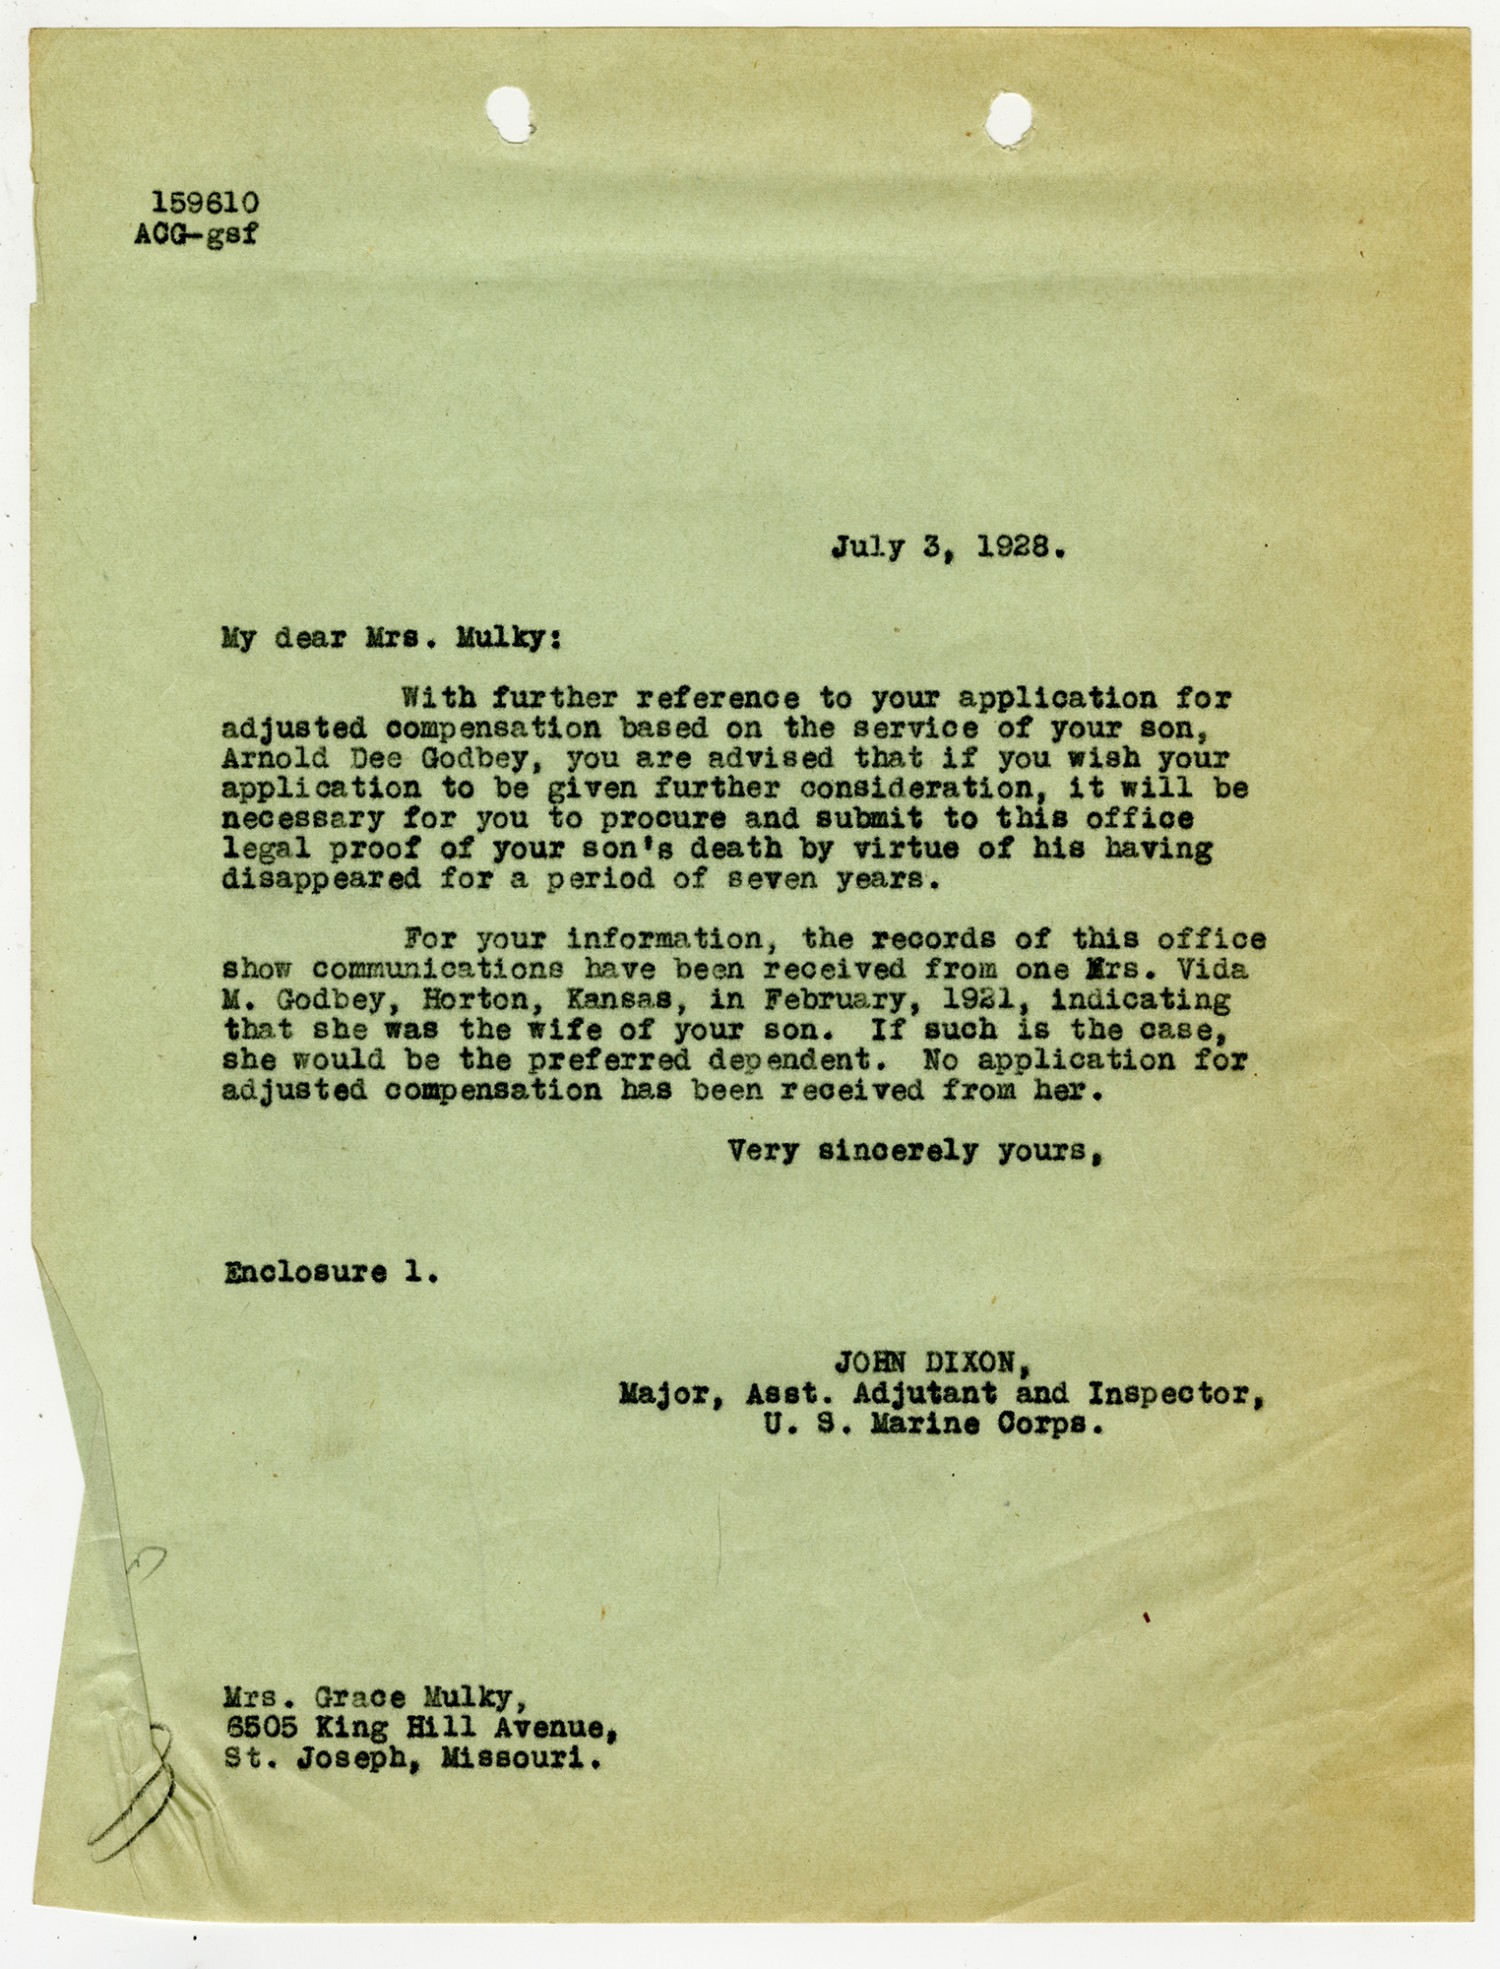 159610
ACG-gsf
July 3, 1928.
My dear Mrs. Mulky:
With further reference to your application for
adjusted compensation based on the service of your son,
Arnold Dee Godbey, you are advised that if you wish your
application to be given further consideration, it will be
necessary for you to procure and submit to this office
legal proof of your son's death by virtue of his having
disappeared for a period of seven years.
For your information, the records of this office
show communications have been received from one Mrs. Vida
M. Godbey, Horton, Kansas, in February, 1921, indicating
that she was the wife of your son. If such is the case,
she would be the preferred dependent. No application for
adjusted compensation has been received from her.
Very sincerely yours,
Enclosure 1.
JOHN DIXON,
Major, Asst. Adjutant and Inspector,
U. S. Marine Corps.
Mrs. Grace Mulky,
6505 King Hill Avenue,
St. Joseph, Missouri.